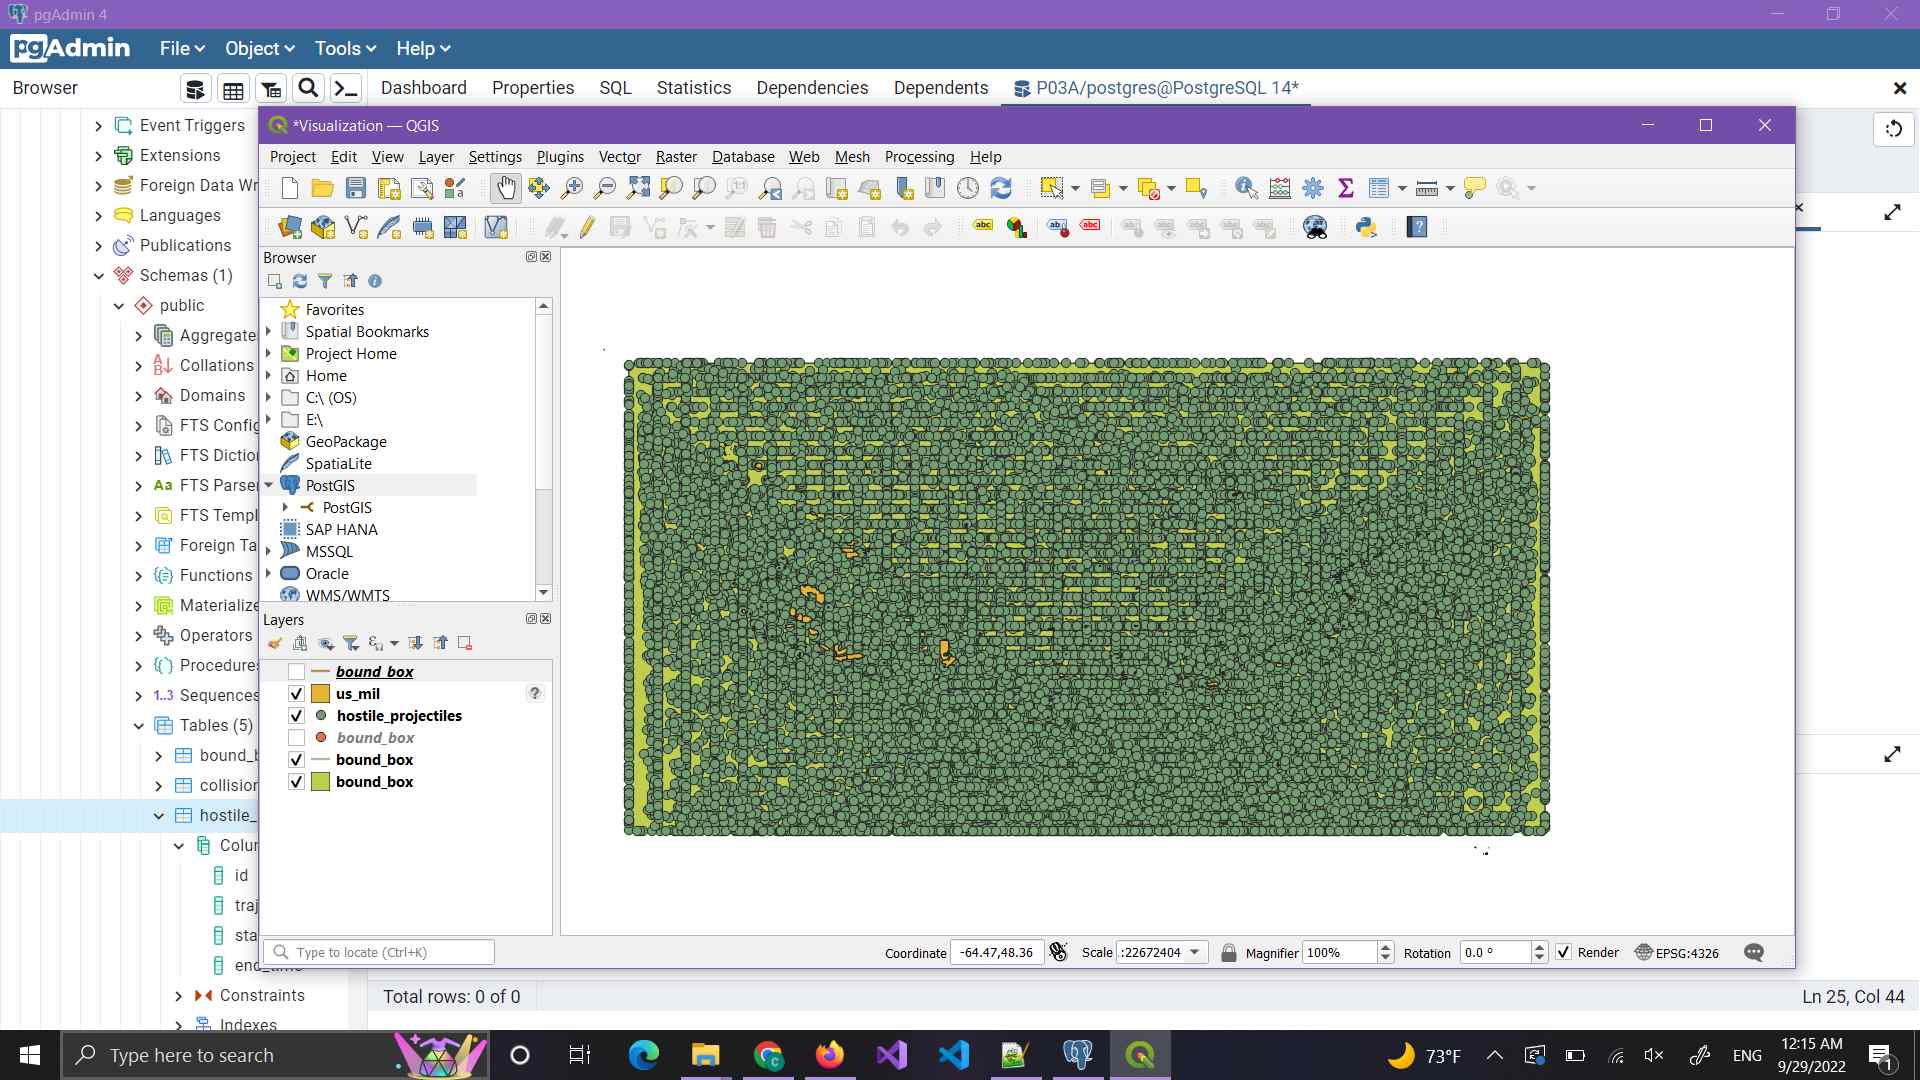 pgAdmin 4
pgAdmin File Object Tools Help
Browser Dashboard Properties SQL Statistics Dependencies Dependents P03A/postgres@PostgreSQL 14*
Event Triggers
Extensions
Foreign Data Wr
Languages
Publications
Schemas (1)
public
Aggregate
Collations
Domains
FTS Config
FTS Dictio
FTS Parser
FTS Templ
Foreign Ta
Functions
Materialize
Operators
Procedures
1..3 Sequences
Tables (5)
bound_b
collision
hostile_
Colur
id
traj
sta
end_time
Constraints
Indexes
*Visualization — QGIS
Project Edit View Layer Settings Plugins Vector Raster Database Web Mesh Processing Help
Browser
Favorites
Spatial Bookmarks
Project Home
Home
C:\ (OS)
E:\
GeoPackage
SpatiaLite
PostGIS
PostGIS
SAP HANA
MSSQL
Oracle
WMS/WMTS
Layers
bound_box
us_mil ?
hostile_projectiles
bound_box
bound_box
bound_box
Type to locate (Ctrl+K) Coordinate -64.47,48.36 Scale :22672404 Magnifier 100% Rotation 0.0 ° Render EPSG:4326
Total rows: 0 of 0 Ln 25, Col 44
Type here to search 73°F ENG 12:15 AM
9/29/2022 1